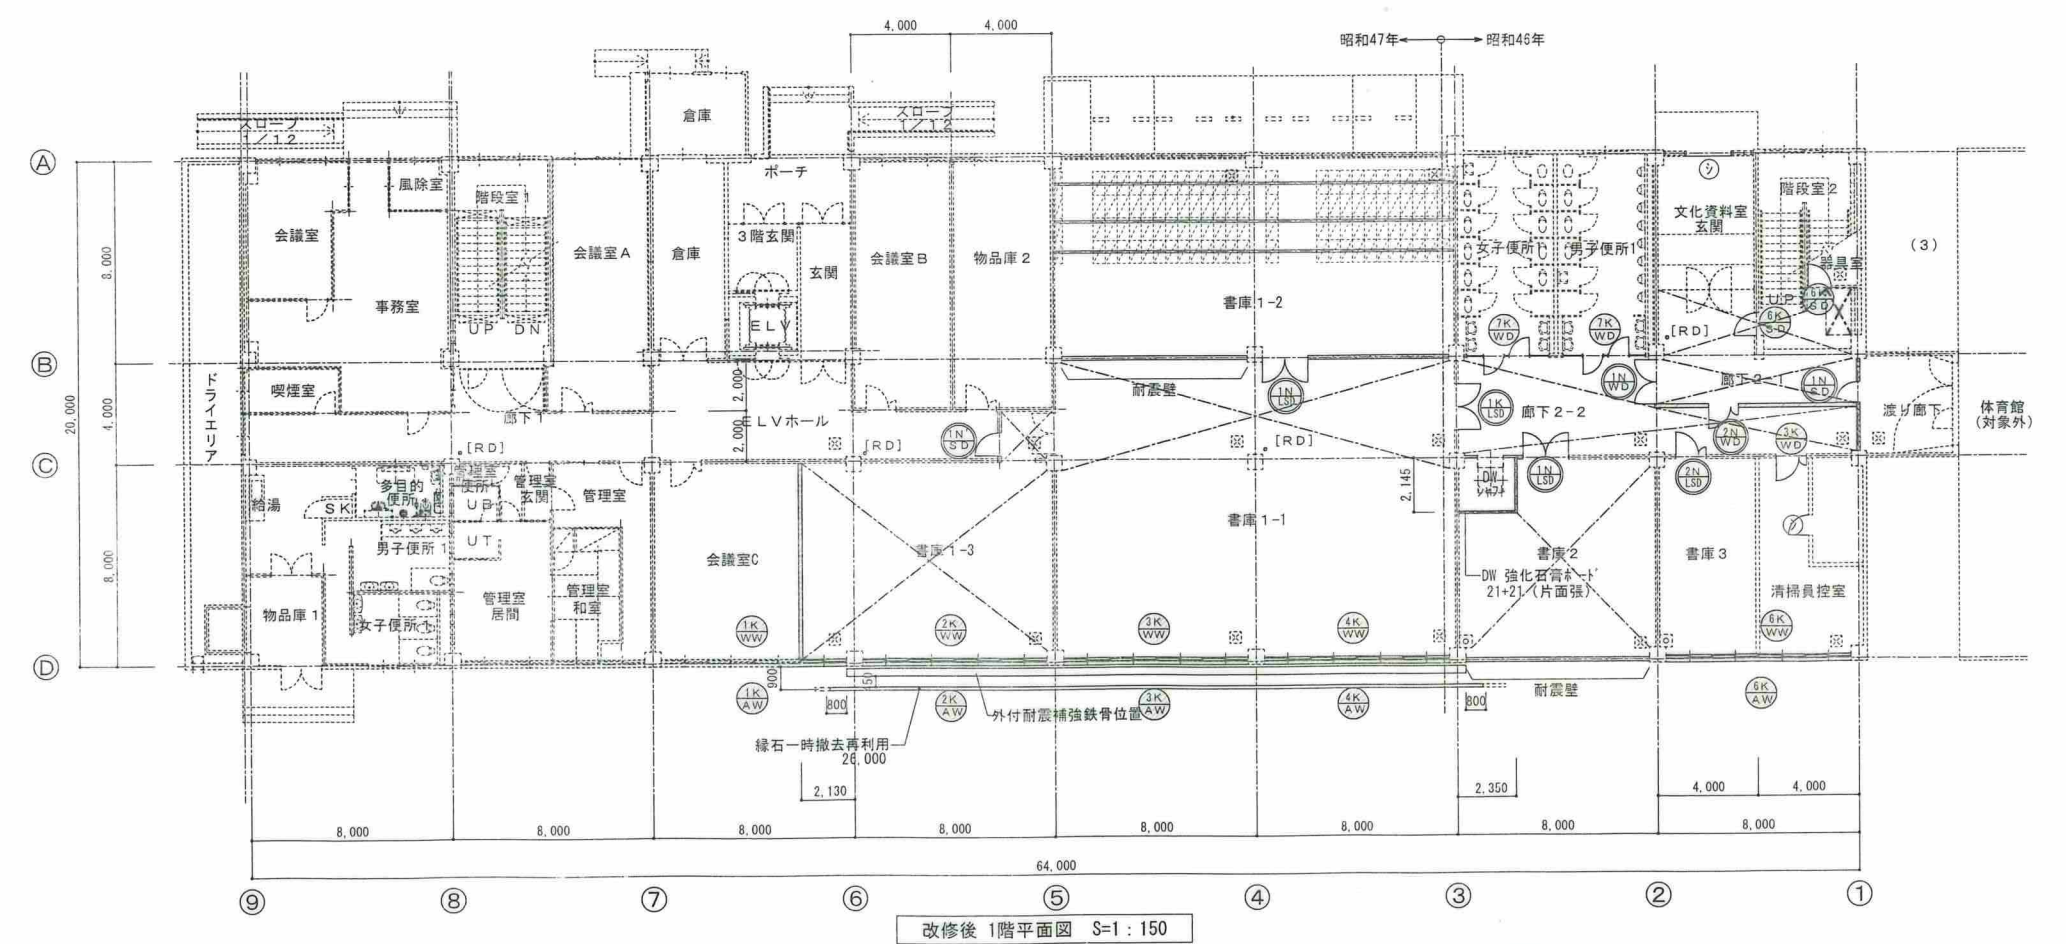 4,000
4,000
昭和47年
昭和46年
倉庫
スロープ
1/12
スロープ
1/12
Ⓐ
ポーチ
風除室
階段室1
会議室
会議室A
倉庫
3階玄関
玄関
会議室B
物品庫2
女子便所1
男子便所1
文化資料室
玄関
階段室2
器具室
(3)
8,000
事務室
UP
DN
ELV
書庫1-2
7K
WD
7K
WD
[RD]
UP
6K
SD
6K
SD
Ⓑ
ドライエリア
喫煙室
廊下1
2,000
2,000
ELVホール
耐震壁
1N
LSD
1K
LSD
廊下2-2
1N
WD
廊下2-1
1N
SD
渡り廊下
体育館
(対象外)
20,000
4,000
[RD]
[RD]
1N
SD
[RD]
2N
WD
3K
WD
Ⓒ
給湯
多目的
便所
SK
管理室
便所
UB
UT
管理室
玄関
管理室
2,145
DW
シャフト
1N
LSD
2N
LSD
書庫1-1
8,000
男子便所1
会議室C
書庫1-3
書庫2
書庫3
DW 強化石膏ボード
21+21(片面張)
清掃員控室
物品庫1
女子便所1
管理室
居間
管理室
和室
1K
WW
2K
WW
3K
WW
4K
WW
6K
WW
Ⓓ
900
150
1K
AW
800
2K
AW
3K
AW
4K
AW
800
耐震壁
6K
AW
外付耐震補強鉄骨位置
縁石一時撤去再利用
26,000
2,130
2,350
4,000
4,000
8,000
8,000
8,000
8,000
8,000
8,000
8,000
8,000
64,000
⑨
⑧
⑦
⑥
⑤
④
③
②
①
改修後 1階平面図 S=1:150